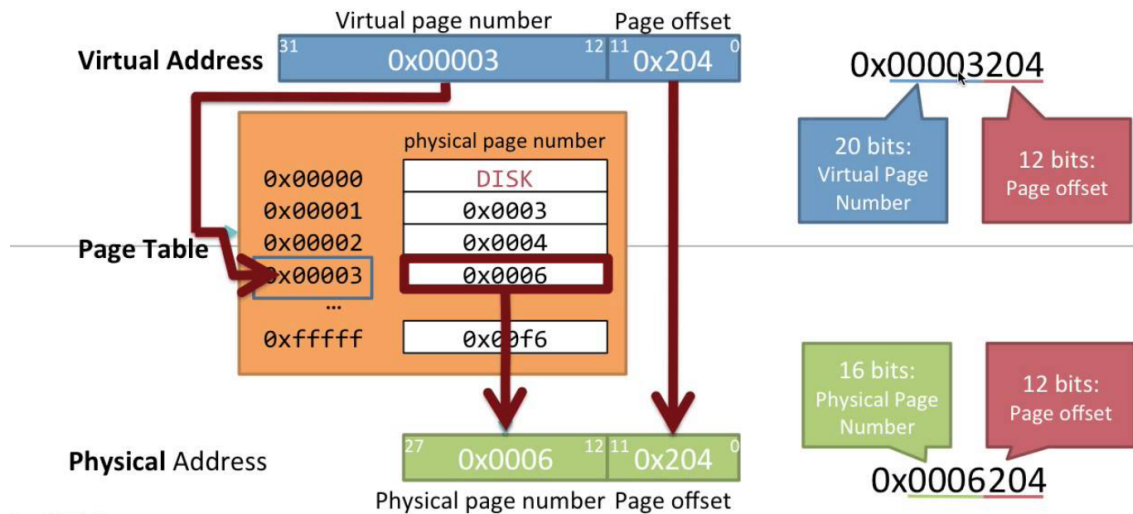 Virtual page number Page offset
Virtual Address 31 0x00003 12 11 0x204 0
0x00003204
20 bits:
Virtual Page
Number
12 bits:
Page offset
physical page number
0x00000 DISK
0x00001 0x0003
0x00002 0x0004
Page Table
0x00003 0x0006
...
0xfffff 0x00f6
16 bits:
Physical Page
Number
12 bits:
Page offset
Physical Address 27 0x0006 12 11 0x204 0
0x0006204
Physical page number Page offset